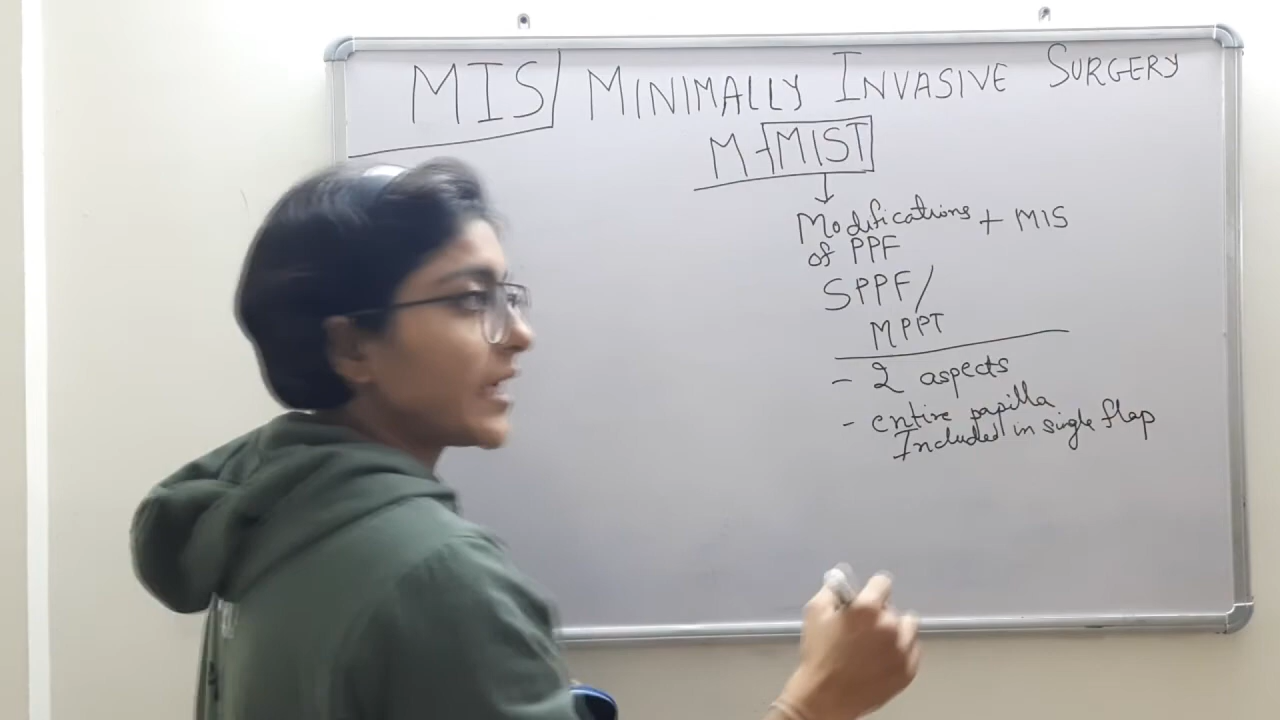 MIS MINIMALLY INVASIVE SURGERY
M-MIST
Modifications + MIS
of PPF
SPPF/
MPPT
- 2 aspects
- entire papilla
Included in single flap